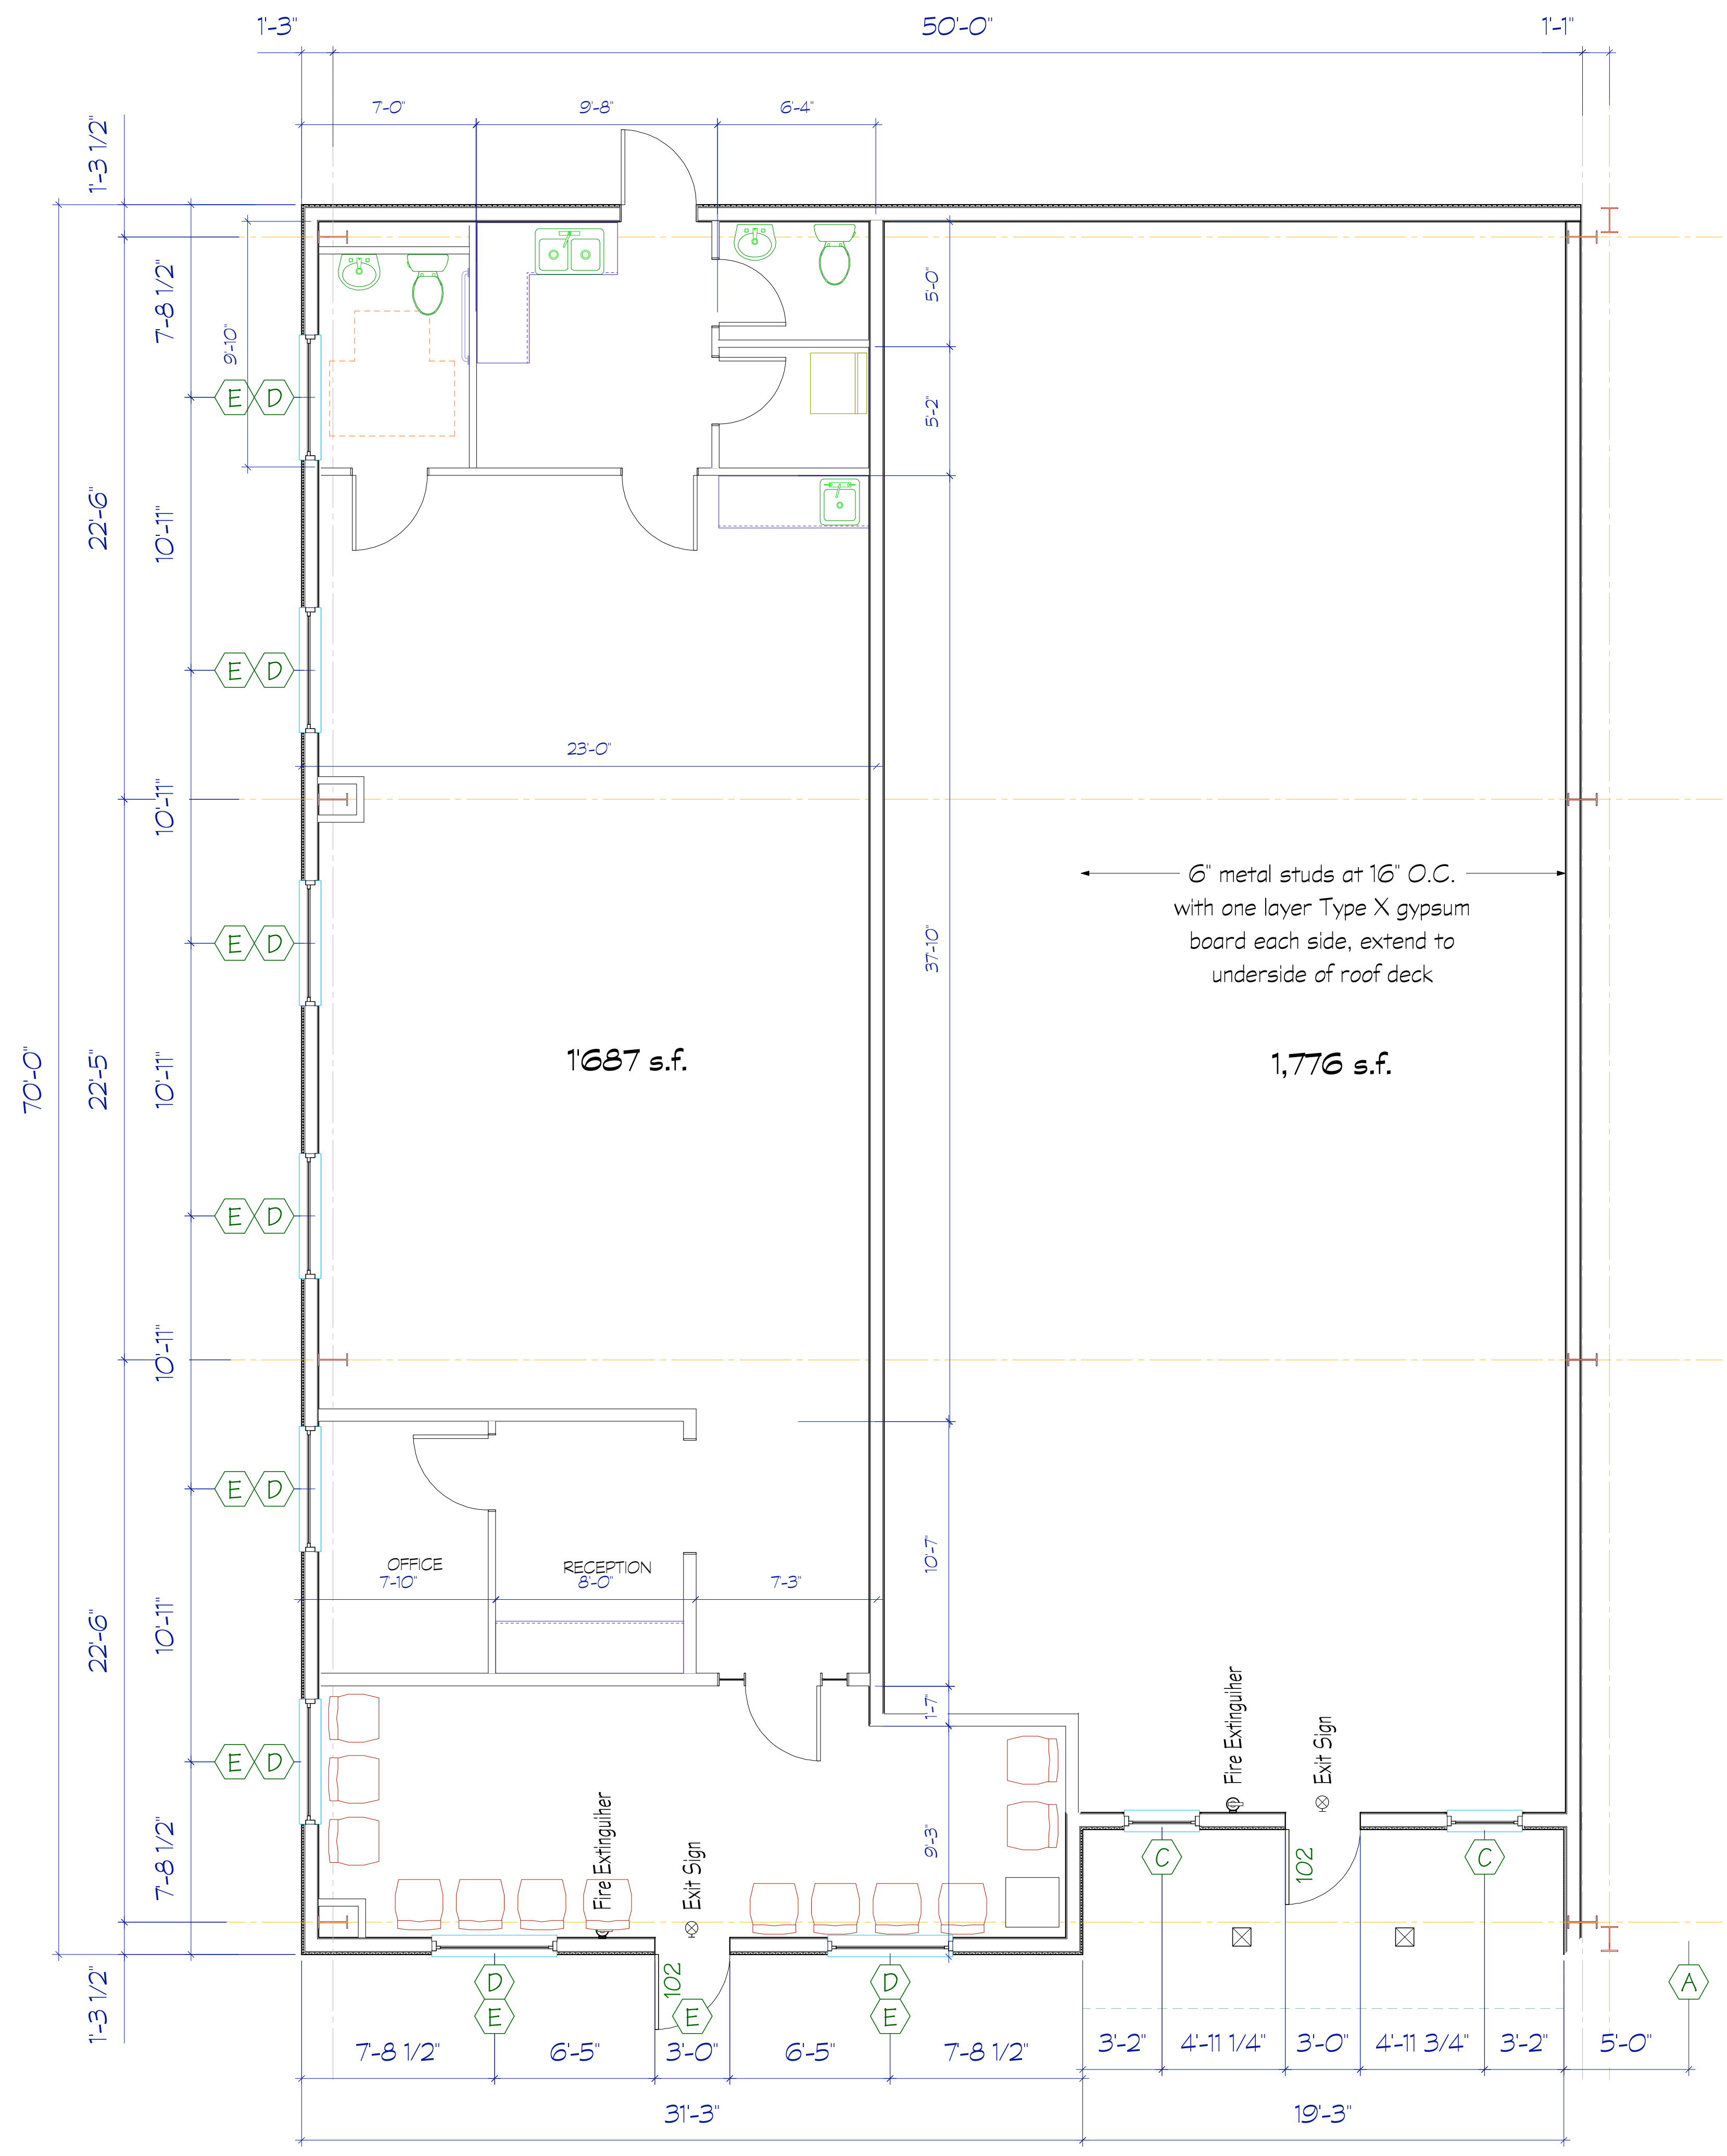 1'-3"
50'-0"
1'-1"
7'-0"
9'-8"
6'-4"
1'-3 1/2"
7'-8 1/2"
9'-10"
5'-0"
E
D
5'-2"
22'-6"
10'-11"
E
D
23'-0"
10'-11"
6" metal studs at 16" O.C.
with one layer Type X gypsum
board each side, extend to
underside of roof deck
E
D
37'-10"
70'-0"
22'-5"
10'-11"
1'687 s.f.
1,776 s.f.
E
D
10'-11"
E
D
OFFICE
RECEPTION
7'-10"
8'-0"
7'-3"
10'-7"
22'-6"
10'-11"
1'-7"
Fire Extinguiher
Exit Sign
E
D
7'-8 1/2"
Fire Extinguiher
Exit Sign
9'-3"
C
102
C
1'-3 1/2"
D
E
102
E
D
E
A
7'-8 1/2"
6'-5"
3'-0"
6'-5"
7'-8 1/2"
3'-2"
4'-11 1/4"
3'-0"
4'-11 3/4"
3'-2"
5'-0"
31'-3"
19'-3"